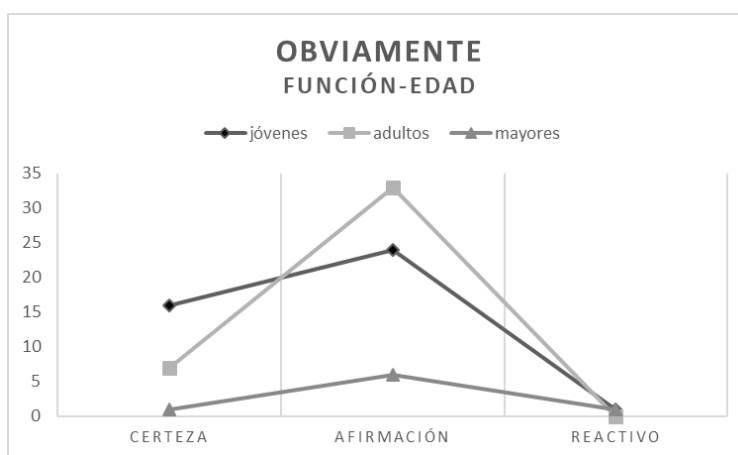 OBVIAMENTE
FUNCIÓN-EDAD
jóvenes adultos mayores
35
30
25
20
15
10
5
0
CERTEZA AFIRMACIÓN REACTIVO